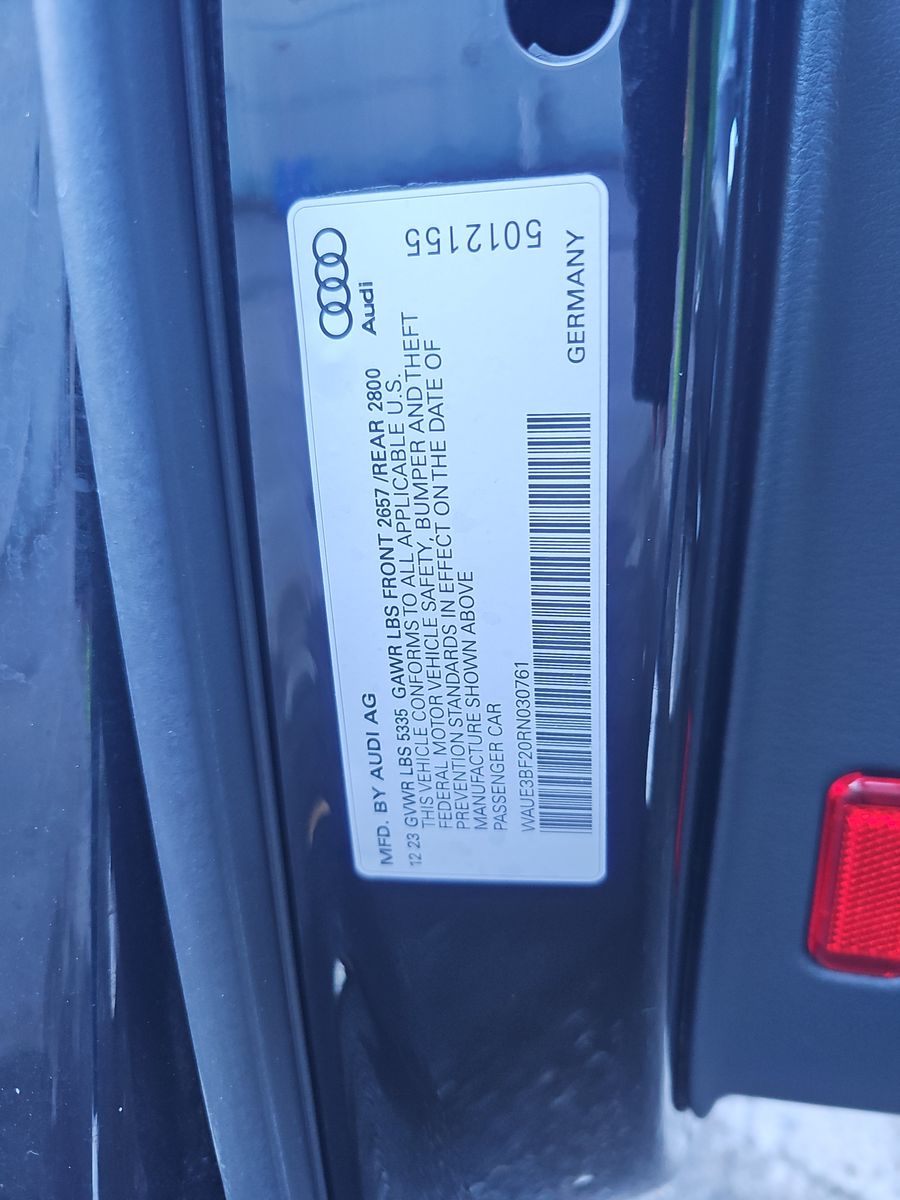 MFD. BY AUDI AG
Audi
12 23 GVWR LBS 5335 GAWR LBS FRONT 2657/REAR 2800
THIS VEHICLE CONFORMS TO ALL APPLICABLE U.S.
FEDERAL MOTOR VEHICLE SAFETY, BUMPER AND THEFT
PREVENTION STANDARDS IN EFFECT ON THE DATE OF
MANUFACTURE SHOWN ABOVE
PASSENGER CAR
WAUE3BF20RN030761
5012155
GERMANY